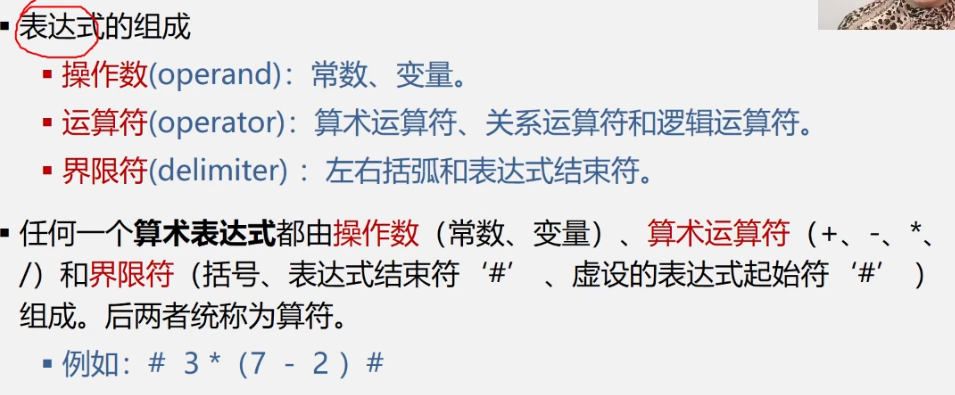 表达式的组成
操作数(operand)：常数、变量。
运算符(operator)：算术运算符、关系运算符和逻辑运算符。
界限符(delimiter) ：左右括弧和表达式结束符。
任何一个算术表达式都由操作数（常数、变量）、算术运算符（+、-、*、
/）和界限符（括号、表达式结束符‘#’、虚设的表达式起始符‘#’ ）
组成。后两者统称为算符。
例如：# 3 *（7 - 2 ）#